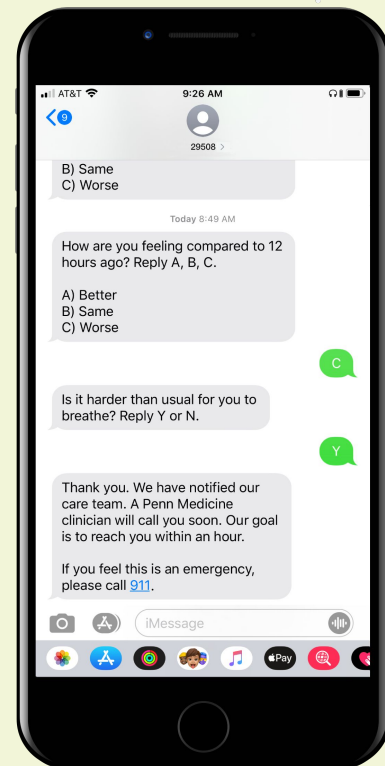 AT&T
9:26 AM
9
29508 >
B) Same
C) Worse
Today 8:49 AM
How are you feeling compared to 12
hours ago? Reply A, B, C.
A) Better
B) Same
C) Worse
C
Is it harder than usual for you to
breathe? Reply Y or N.
Y
Thank you. We have notified our
care team. A Penn Medicine
clinician will call you soon. Our goal
is to reach you within an hour.
If you feel this is an emergency,
please call 911.
iMessage
Pay